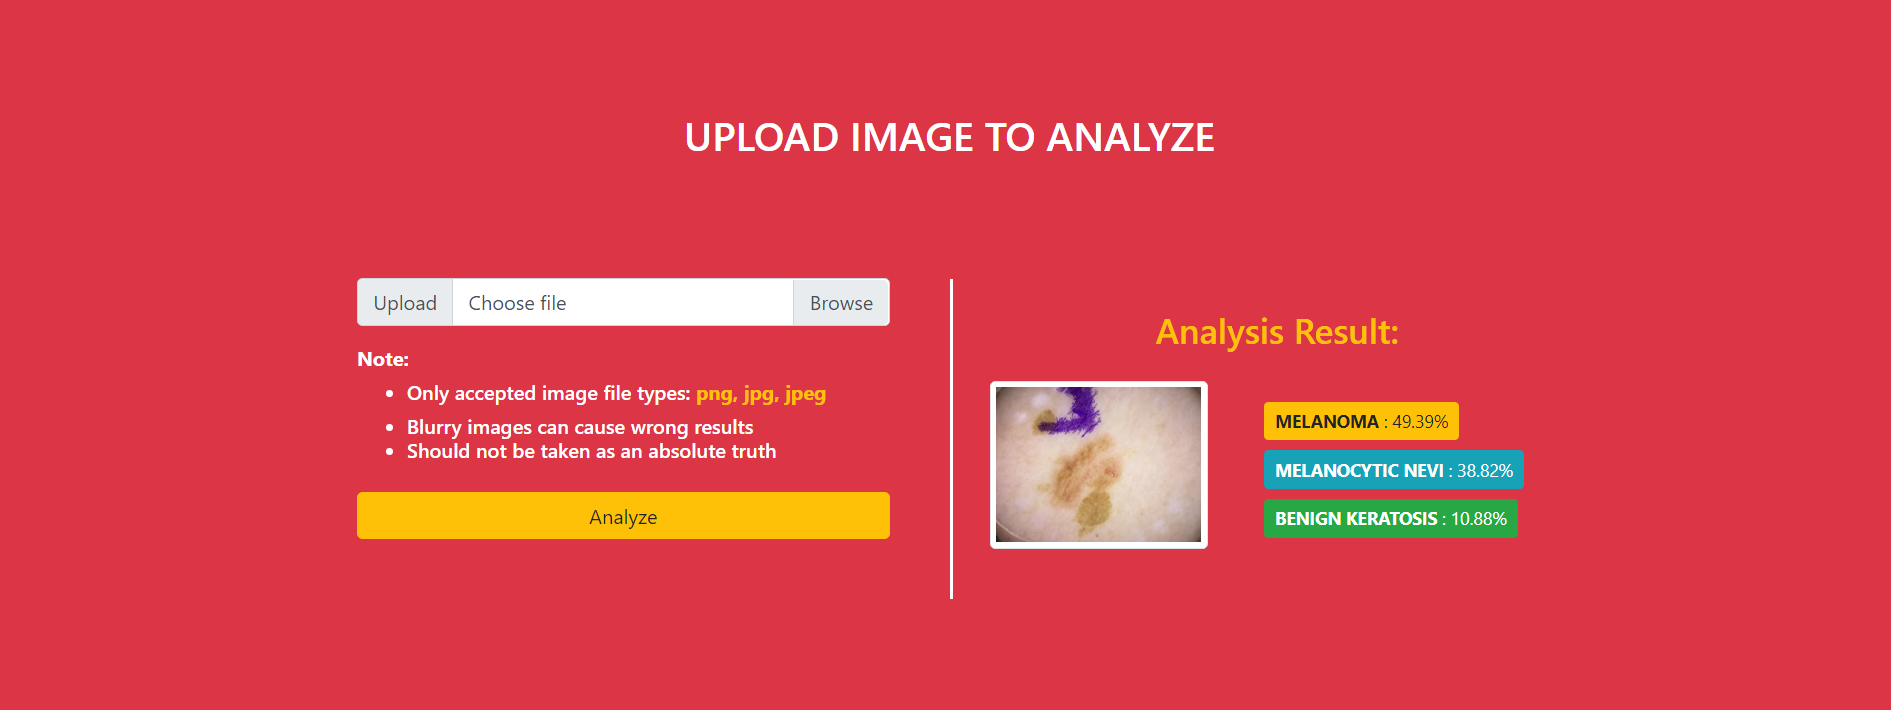 UPLOAD IMAGE TO ANALYZE
Upload Choose file Browse
Note:
Only accepted image file types: png, jpg, jpeg
Blurry images can cause wrong results
Should not be taken as an absolute truth
Analyze
Analysis Result:
MELANOMA : 49.39%
MELANOCYTIC NEVI : 38.82%
BENIGN KERATOSIS : 10.88%